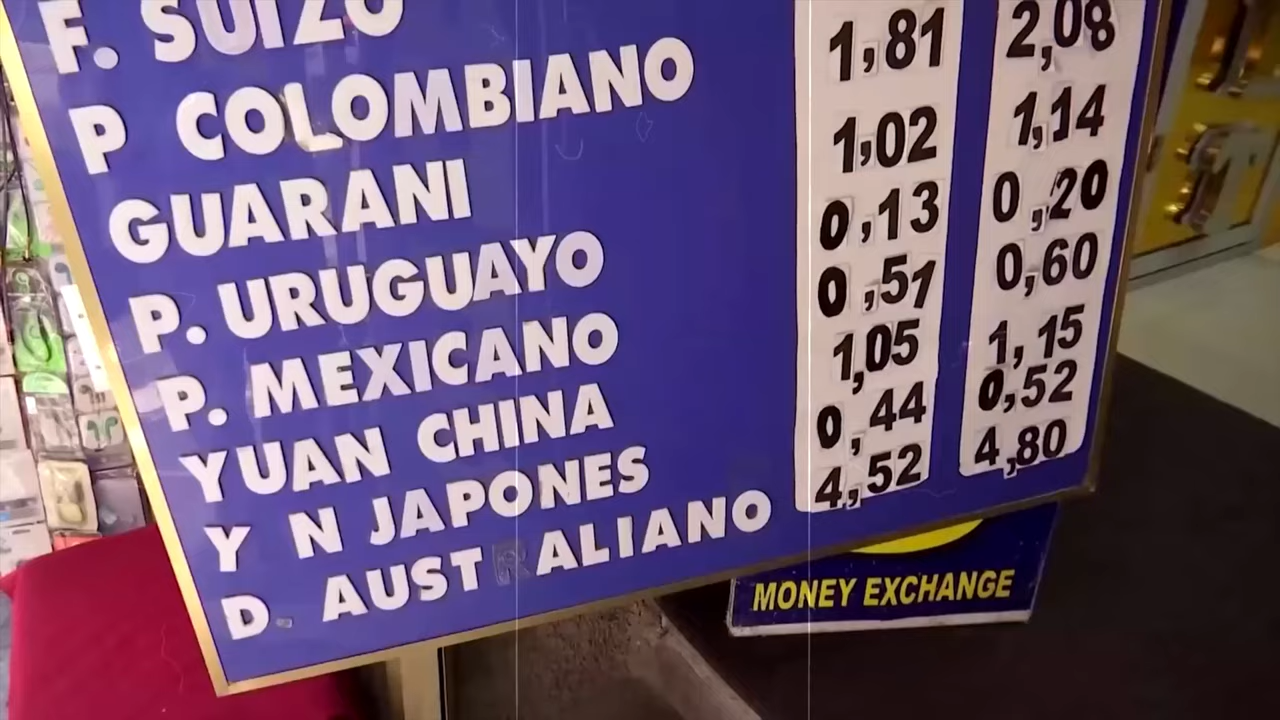 F. SUIZO
P COLOMBIANO 1,81 2,08
GUARANI 1,02 1,14
P. URUGUAYO 0,13 0,20
P. MEXICANO 0,51 0,60
YUAN CHINA 1,05 1,15
Y N JAPONES 0,44 0,52
D. AUSTRALIANO 4,52 4,80
MONEY EXCHANGE